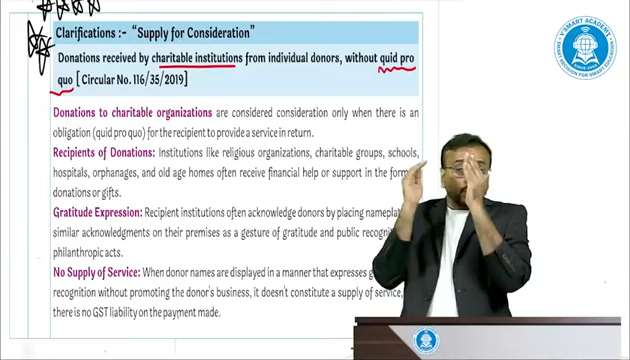 Clarifications :- "Supply for Consideration"
Donations received by charitable institutions from individual donors, without quid pro
quo [ Circular No. 116/35/2019]
Donations to charitable organizations are considered consideration only when there is an
obligation (quid pro quo) for the recipient to provide a service in return.
Recipients of Donations: Institutions like religious organizations, charitable groups, schools,
hospitals, orphanages, and old age homes often receive financial help or support in the form
donations or gifts.
Gratitude Expression: Recipient institutions often acknowledge donors by placing
similar acknowledgments on their premises as a gesture of gratitude and public
philanthropic acts.
No Supply of Service: When donor names are displayed in a manner that expresses
recognition without promoting the donor's business, it doesn't constitute a supply of service,
there is no GST liability on the payment made.
V'SMART ACADEMY